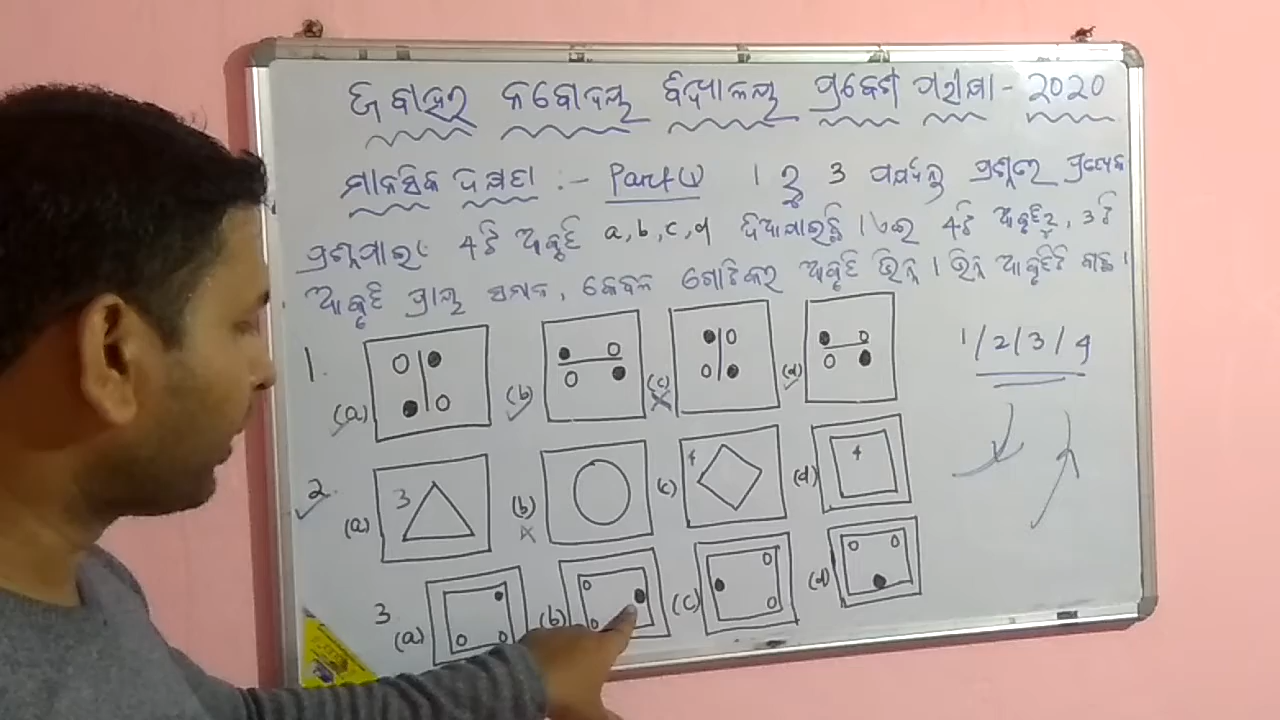 ଜବାହର ନବୋଦୟ ବିଦ୍ୟାଳୟ ପ୍ରବେଶ ପରୀକ୍ଷା - ୨୦୨୦
ମାନସିକ ଦକ୍ଷତା :- Part-(I) 1 ରୁ 3 ପର୍ଯ୍ୟନ୍ତ ପ୍ରଶ୍ନରେ ପ୍ରତ୍ୟେକ
ପ୍ରଶ୍ନପାଇଁ 4ଟି ଆକୃତି a, b, c, d ଦିଆଯାଇଛି । ଏଇ 4ଟି ଆକୃତିରୁ, 3ଟି
ଆକୃତି ପ୍ରାୟ ସମାନ, କେବଳ ଗୋଟିକର ଆକୃତି ଭିନ୍ନ । ଭିନ୍ନ ଆକୃତିଟି ବାଛ ।
1. (a) (b) (c) (d) 1/2/3/4
2. (a) 3 (b) (c) 4 (d) 4
3 (a) (b) (c) (d)